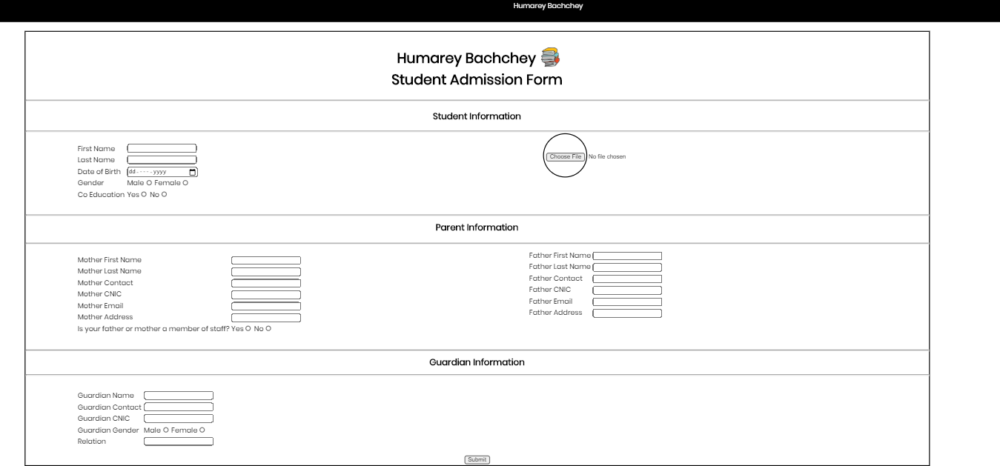 Humarey Bachchey
Humarey Bachchey
Student Admission Form
Student Information
First Name
Last Name
Date of Birth dd----yyyy
Gender Male Female
Co Education Yes No
Choose File No file chosen
Parent Information
Mother First Name
Mother Last Name
Mother Contact
Mother CNIC
Mother Email
Mother Address
Is your father or mother a member of staff? Yes No
Father First Name
Father Last Name
Father Contact
Father CNIC
Father Email
Father Address
Guardian Information
Guardian Name
Guardian Contact
Guardian CNIC
Guardian Gender Male Female
Relation
Submit